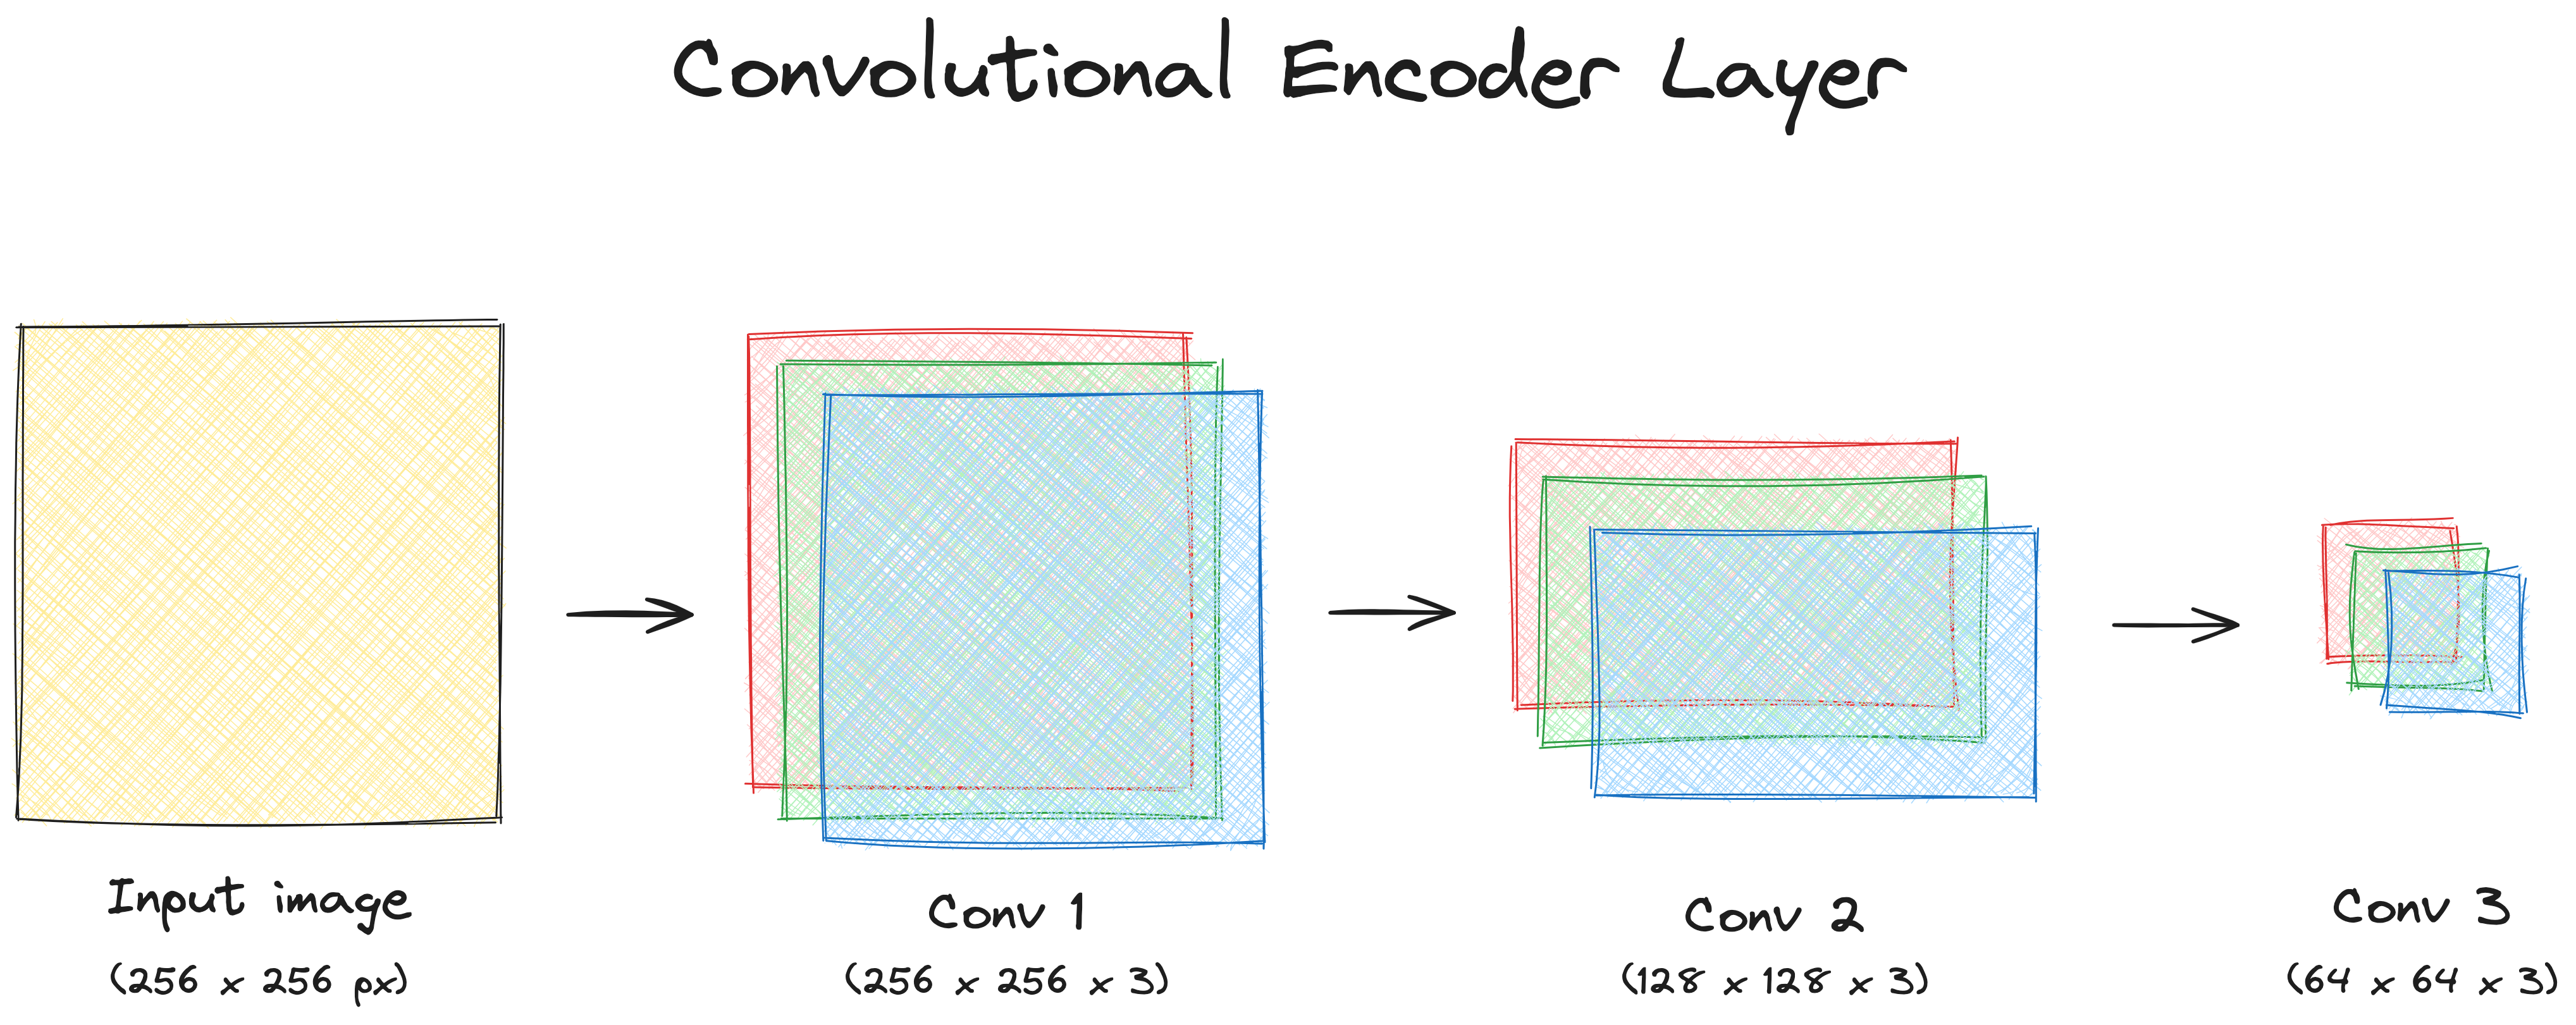 Convolutional Encoder Layer
Input image
(256 x 256 px)
Conv 1
(256 x 256 x 3)
Conv 2
(128 x 128 x 3)
Conv 3
(64 x 64 x 3)